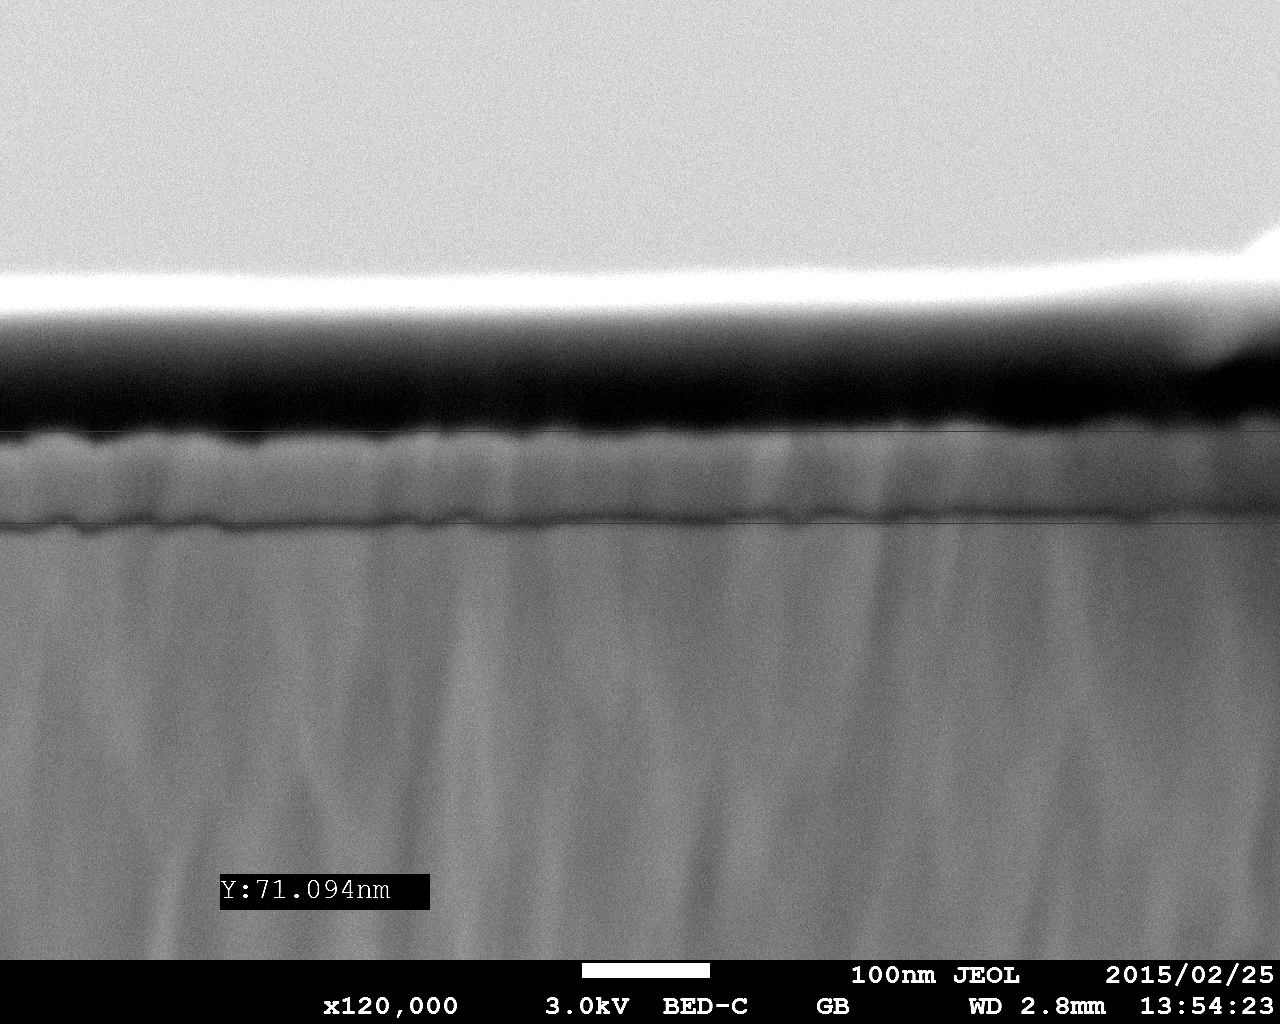 Y:71.094nm
100nm JEOL 2015/02/25
x120,000 3.0kV BED-C GB WD 2.8mm 13:54:23